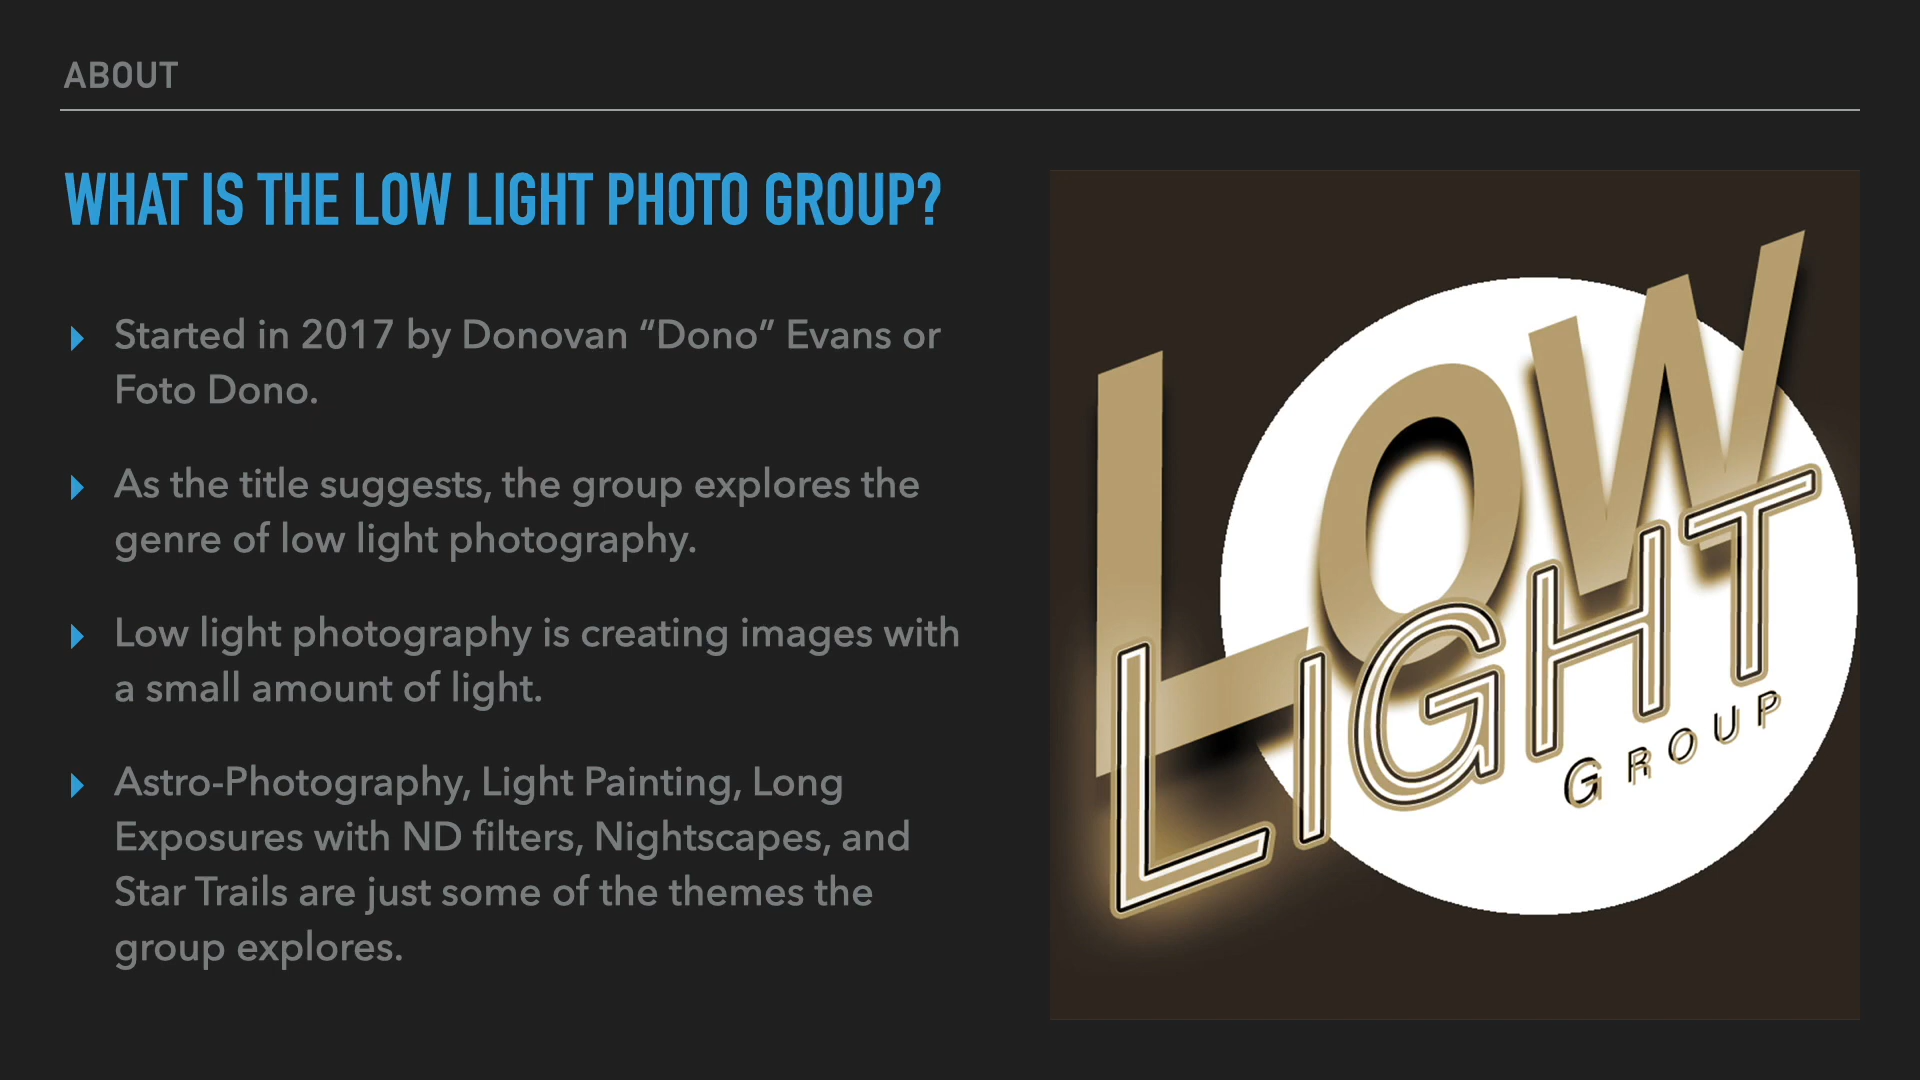 ABOUT
WHAT IS THE LOW LIGHT PHOTO GROUP?
Started in 2017 by Donovan “Dono” Evans or
Foto Dono.
As the title suggests, the group explores the
genre of low light photography.
Low light photography is creating images with
a small amount of light.
Astro-Photography, Light Painting, Long
Exposures with ND filters, Nightscapes, and
Star Trails are just some of the themes the
group explores.
LOW
LIGHT
GROUP